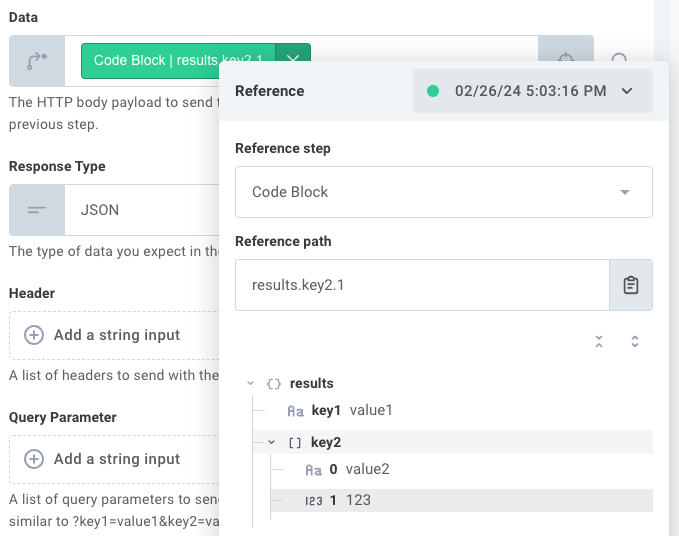 Data
Code Block | results.key2.1
The HTTP body payload to send
previous step.
Response Type
JSON
The type of data you expect in the
Header
Add a string input
A list of headers to send with the
Query Parameter
Add a string input
A list of query parameters to
similar to ?key1=value1&key2=va
Reference
02/26/24 5:03:16 PM
Reference step
Code Block
Reference path
results.key2.1
{} results
Aa key1 value1
[] key2
Aa 0 value2
123 1 123